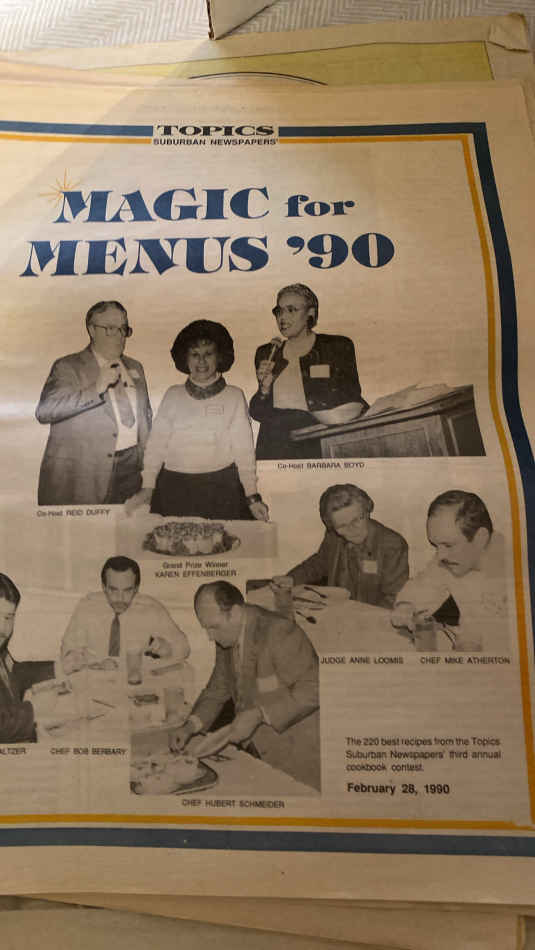 TOPICS
SUBURBAN NEWSPAPERS'
MAGIC for
MENUS '90
Co-Host BARBARA BOYD
Co-Host REID DUFFY
Grand Prize Winner
KAREN EFFENBERGER
JUDGE ANNE LOOMIS
CHEF MIKE ATHERTON
ALTZER
CHEF BOB BERBARY
The 220 best recipes from the Topics
Suburban Newspapers' third annual
cookbook contest.
February 28, 1990
CHEF HUBERT SCHMEIDER